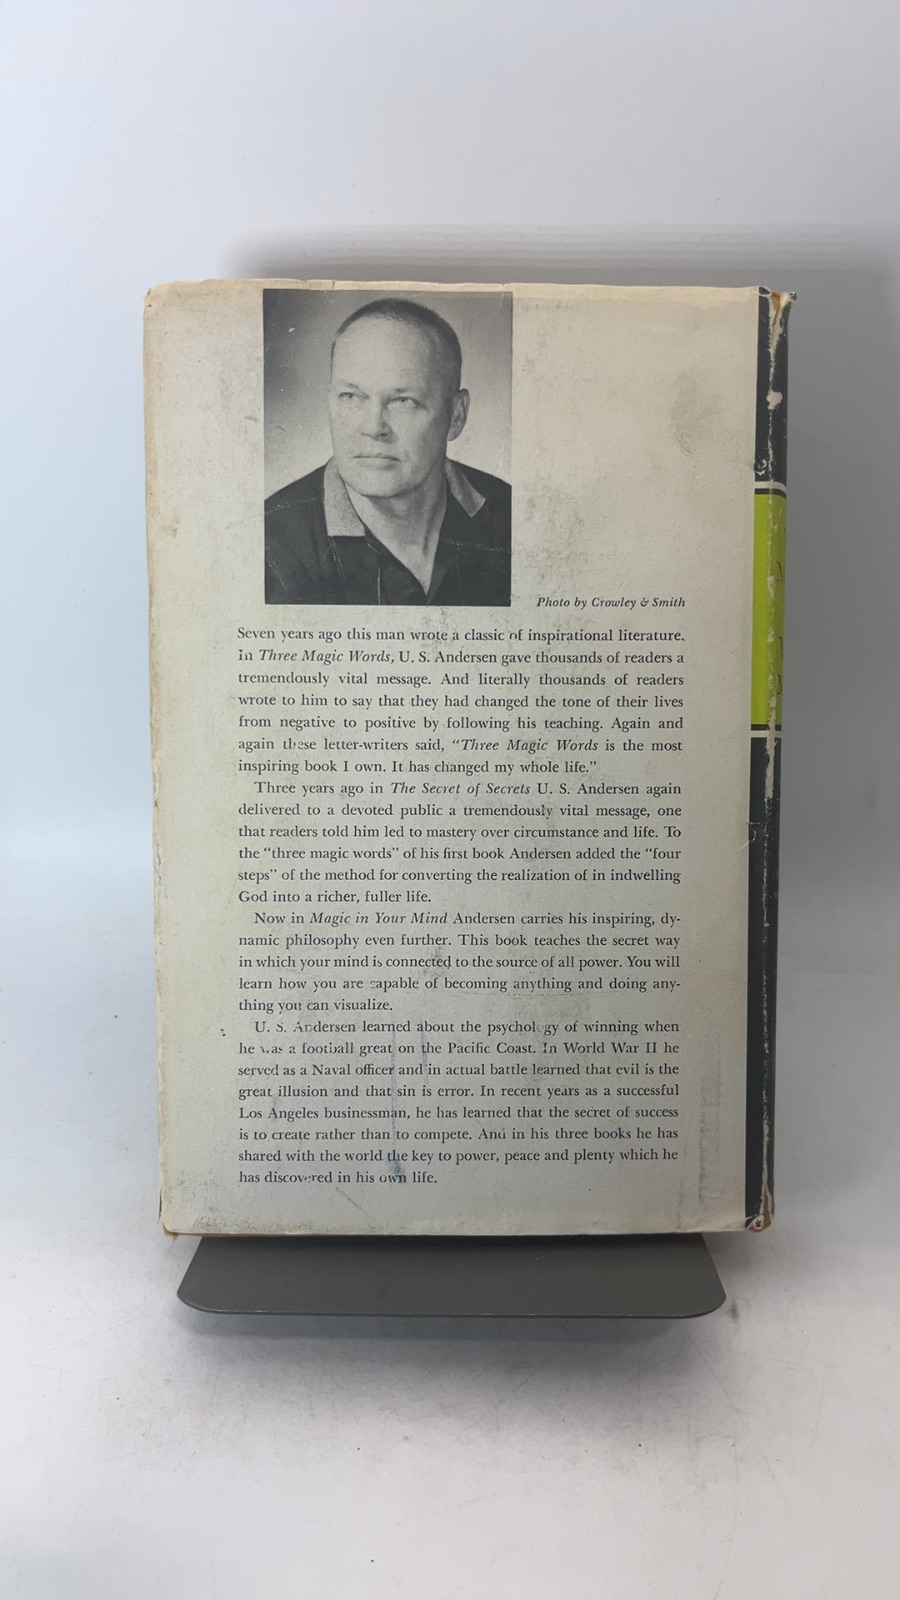 Photo by Crowley & Smith
Seven years ago this man wrote a classic of inspirational literature.
In Three Magic Words, U. S. Andersen gave thousands of readers a
tremendously vital message. And literally thousands of readers
wrote to him to say that they had changed the tone of their lives
from negative to positive by following his teaching. Again and
again these letter-writers said, "Three Magic Words is the most
inspiring book I own. It has changed my whole life."
Three years ago in The Secret of Secrets U. S. Andersen again
delivered to a devoted public a tremendously vital message, one
that readers told him led to mastery over circumstance and life. To
the "three magic words" of his first book Andersen added the "four
steps" of the method for converting the realization of in indwelling
God into a richer, fuller life.
Now in Magic in Your Mind Andersen carries his inspiring, dy-
namic philosophy even further. This book teaches the secret way
in which your mind is connected to the source of all power. You will
learn how you are capable of becoming anything and doing any-
thing you can visualize.
U. S. Andersen learned about the psychology of winning when
he was a football great on the Pacific Coast. In World War II he
served as a Naval officer and in actual battle learned that evil is the
great illusion and that sin is error. In recent years as a successful
Los Angeles businessman, he has learned that the secret of success
is to create rather than to compete. And in his three books he has
shared with the world the key to power, peace and plenty which he
has discovered in his own life.